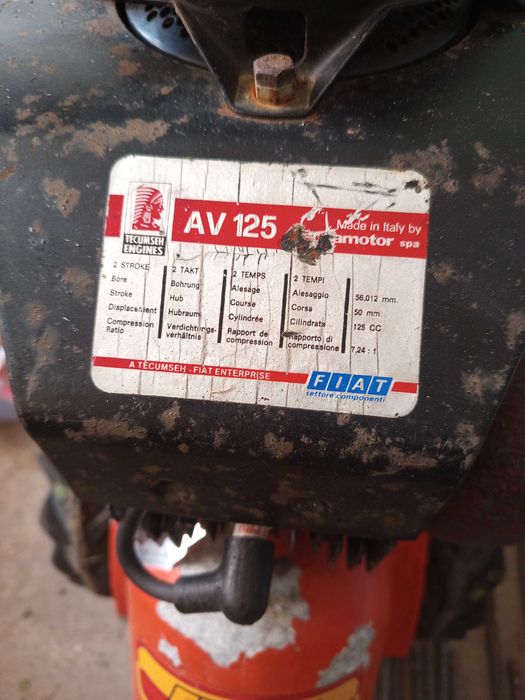 TECUMSEH
ENGINES
AV 125
Made in Italy by
amotor spa
2 STROKE 2 TAKT 2 TEMPS 2 TEMPI
Bore Bohrung Alesage Alesaggio 56,012 mm.
Stroke Hub Course Corsa 50 mm.
Displacement Hubraum Cylindrée Cilindrata 125 CC
Compression Verdichtungs- Rapport de Rapporto di 7,24 : 1
Ratio verhältnis compression compressione
A TECUMSEH - FIAT ENTERPRISE
FIAT
settore componenti